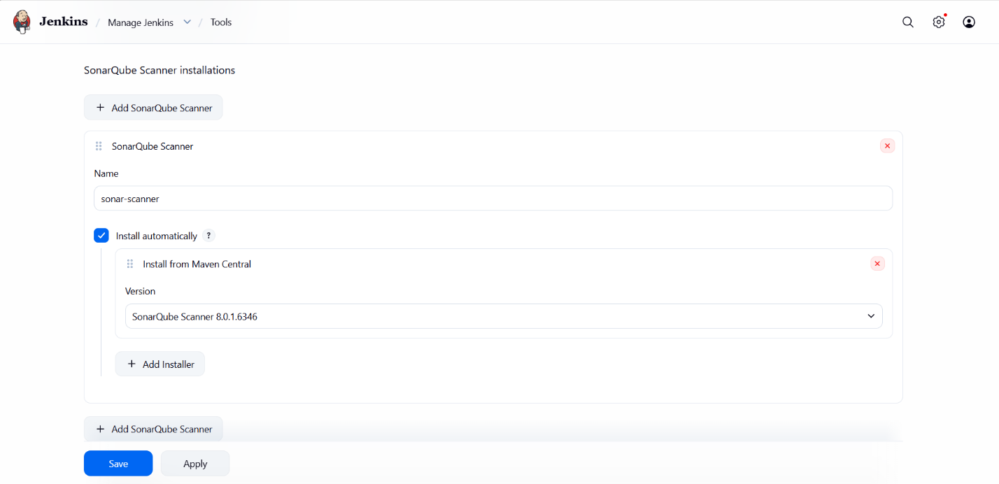 Jenkins / Manage Jenkins / Tools
SonarQube Scanner installations
+ Add SonarQube Scanner
SonarQube Scanner
Name
sonar-scanner
Install automatically ?
Install from Maven Central
Version
SonarQube Scanner 8.0.1.6346
+ Add Installer
+ Add SonarQube Scanner
Save Apply